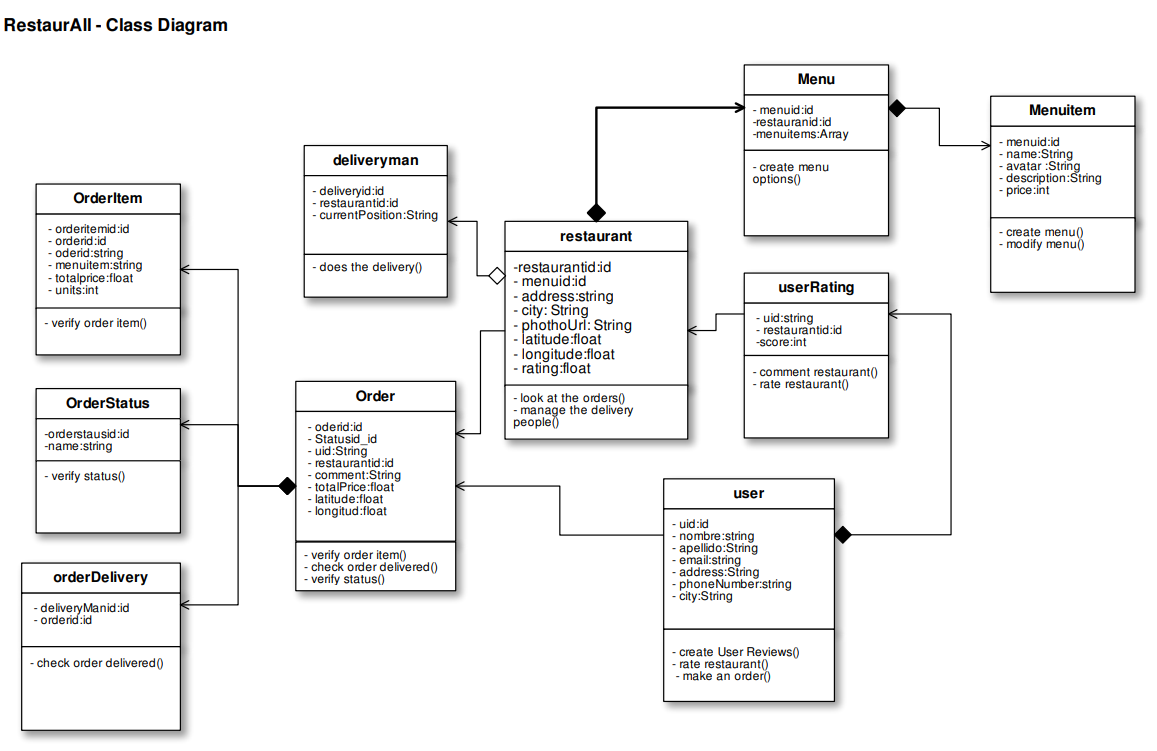 RestaurAll - Class Diagram
Menu
- menuid:id
-restauranid:id
-menuitems:Array
- create menu
options()
Menuitem
- menuid:id
- name:String
- avatar :String
- description:String
- price:int
- create menu()
- modify menu()
deliveryman
- deliveryid:id
- restaurantid:id
- currentPosition:String
- does the delivery()
OrderItem
- orderitemid:id
- orderid:id
- oderid:string
- menuitem:string
- totalprice:float
- units:int
- verify order item()
restaurant
-restaurantid:id
- menuid:id
- address:string
- city: String
- phothoUrl: String
- latitude:float
- longitude:float
- rating:float
- look at the orders()
- manage the delivery
people()
userRating
- uid:string
- restaurantid:id
-score:int
- comment restaurant()
- rate restaurant()
OrderStatus
-orderstausid:id
-name:string
- verify status()
Order
- oderid:id
- Statusid_id
- uid:String
- restaurantid:id
- comment:String
- totalPrice:float
- latitude:float
- longitud:float
- verify order item()
- check order delivered()
- verify status()
user
- uid:id
- nombre:string
- apellido:String
- email:string
- address:String
- phoneNumber:string
- city:String
- create User Reviews()
- rate restaurant()
- make an order()
orderDelivery
- deliveryManid:id
- orderid:id
- check order delivered()